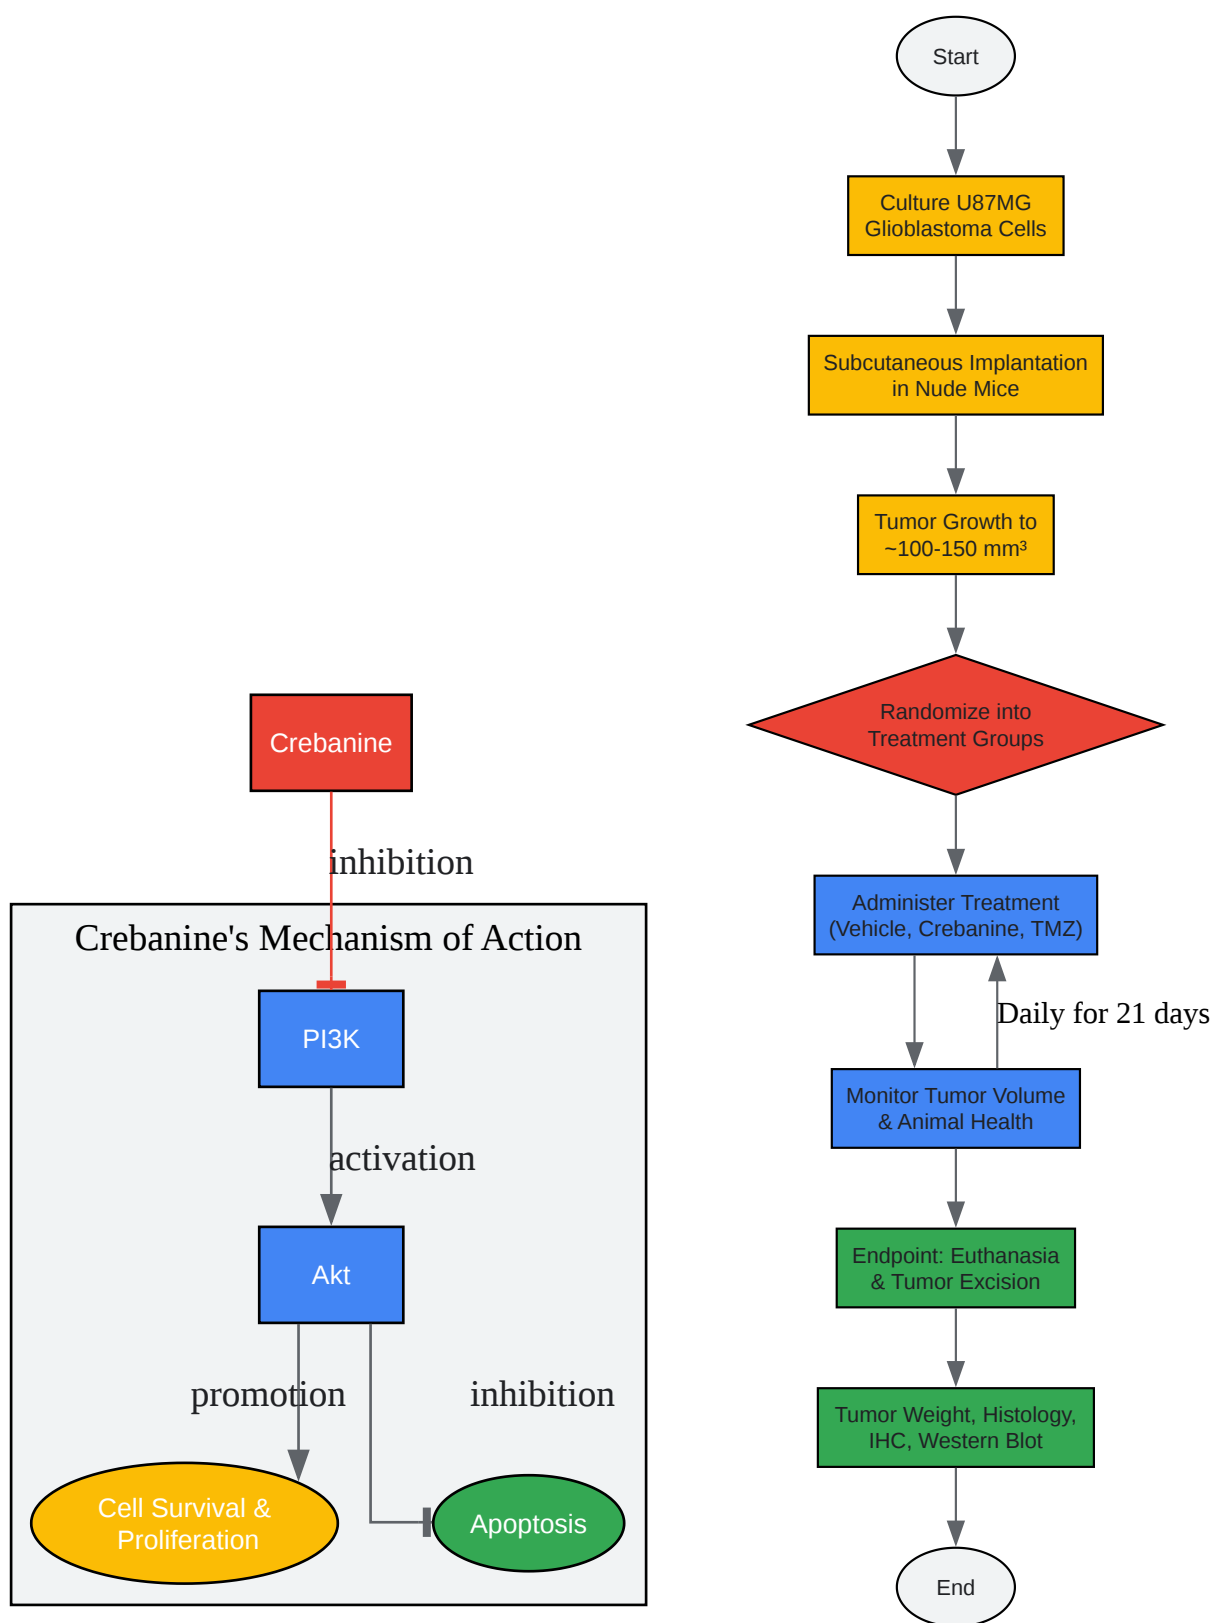 Crebanine
inhibition
Crebanine's Mechanism of Action
PI3K
activation
Akt
promotion
inhibition
Cell Survival &
Proliferation
Apoptosis
Start
Culture U87MG
Glioblastoma Cells
Subcutaneous Implantation
in Nude Mice
Tumor Growth to
~100-150 mm³
Randomize into
Treatment Groups
Administer Treatment
(Vehicle, Crebanine, TMZ)
Daily for 21 days
Monitor Tumor Volume
& Animal Health
Endpoint: Euthanasia
& Tumor Excision
Tumor Weight, Histology,
IHC, Western Blot
End